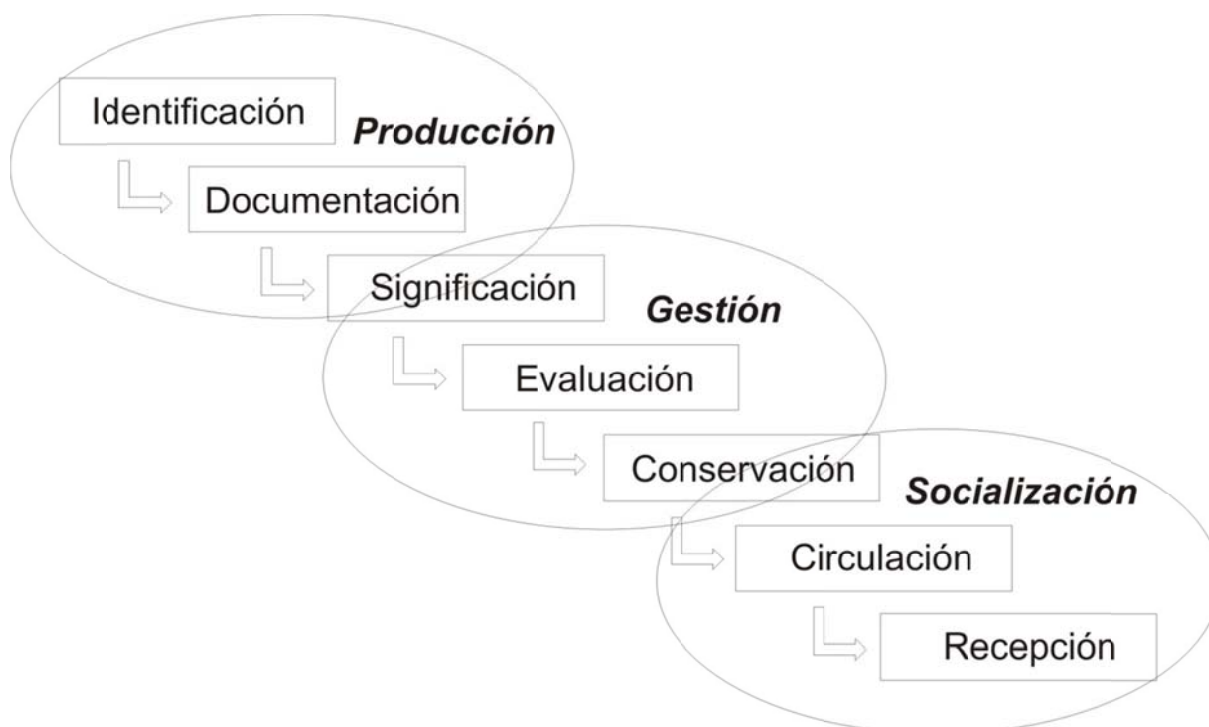 Identificación
Producción
Documentación
Significación
Gestión
Evaluación
Conservación
Socialización
Circulación
Recepción